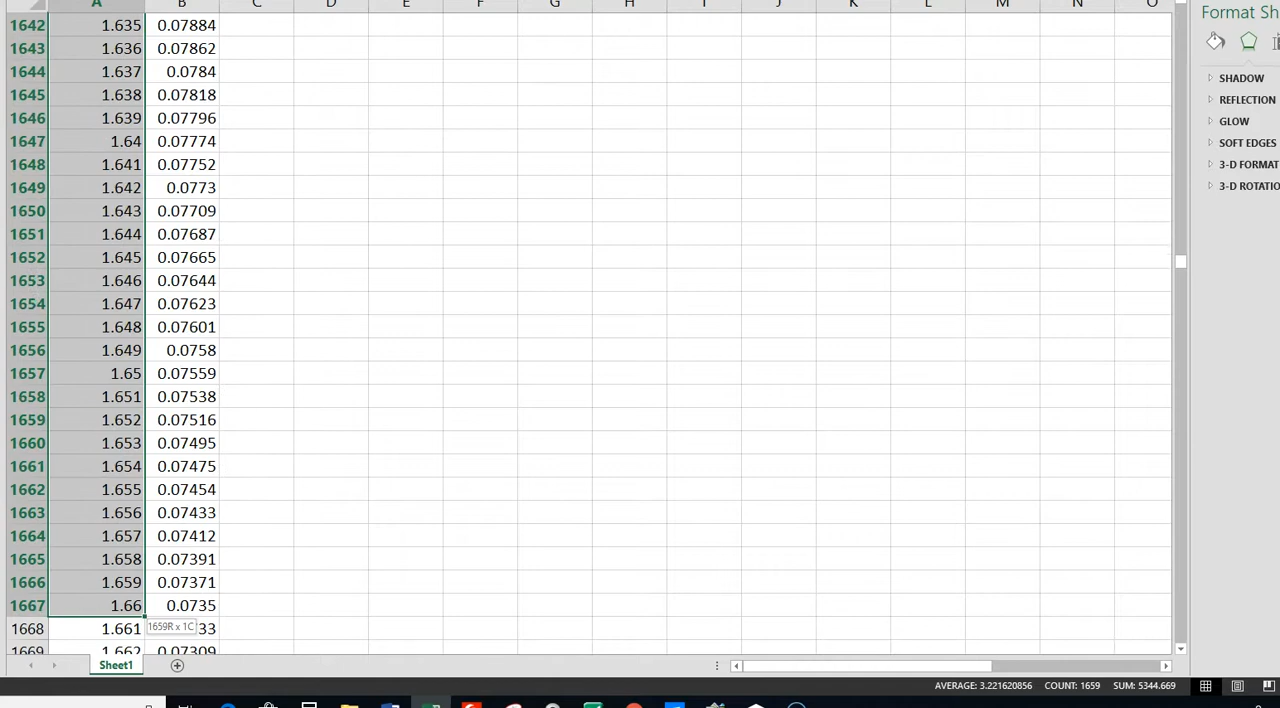 A B C D E F G H I J K L M N O
Format Sh
1642 1.635 0.07884
1643 1.636 0.07862
1644 1.637 0.0784
1645 1.638 0.07818
1646 1.639 0.07796
1647 1.64 0.07774
1648 1.641 0.07752
1649 1.642 0.0773
1650 1.643 0.07709
1651 1.644 0.07687
1652 1.645 0.07665
1653 1.646 0.07644
1654 1.647 0.07623
1655 1.648 0.07601
1656 1.649 0.0758
1657 1.65 0.07559
1658 1.651 0.07538
1659 1.652 0.07516
1660 1.653 0.07495
1661 1.654 0.07475
1662 1.655 0.07454
1663 1.656 0.07433
1664 1.657 0.07412
1665 1.658 0.07391
1666 1.659 0.07371
1667 1.66 0.0735
1668 1.661 1659R x 1C 33
1669 1.662 0.07309
SHADOW
REFLECTION
GLOW
SOFT EDGES
3-D FORMAT
3-D ROTATIO
Sheet1
AVERAGE: 3.221620856 COUNT: 1659 SUM: 5344.669